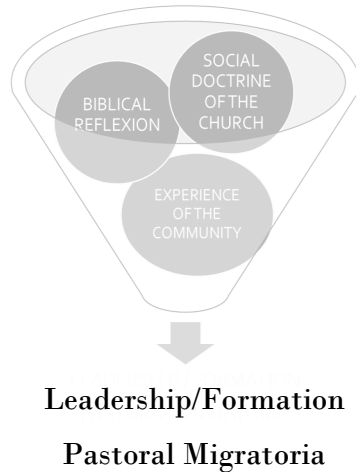 SOCIAL
DOCTRINE
OF THE
CHURCH
BIBLICAL
REFLEXION
EXPERIENCE
OF THE
COMMUNITY
Leadership/Formation
Pastoral Migratoria